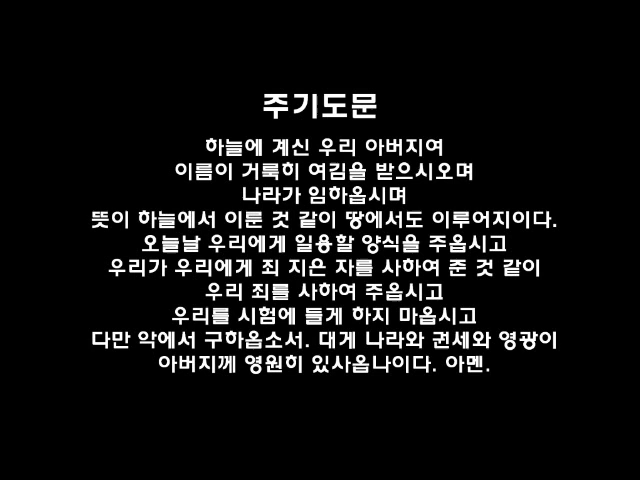 주기도문
하늘에 계신 우리 아버지여
이름이 거룩히 여김을 받으시오며
나라가 임하옵시며
뜻이 하늘에서 이룬 것 같이 땅에서도 이루어지이다.
오늘날 우리에게 일용할 양식을 주옵시고
우리가 우리에게 죄 지은 자를 사하여 준 것 같이
우리 죄를 사하여 주옵시고
우리를 시험에 들게 하지 마옵시고
다만 악에서 구하옵소서. 대게 나라와 권세와 영광이
아버지께 영원히 있사옵나이다. 아멘.